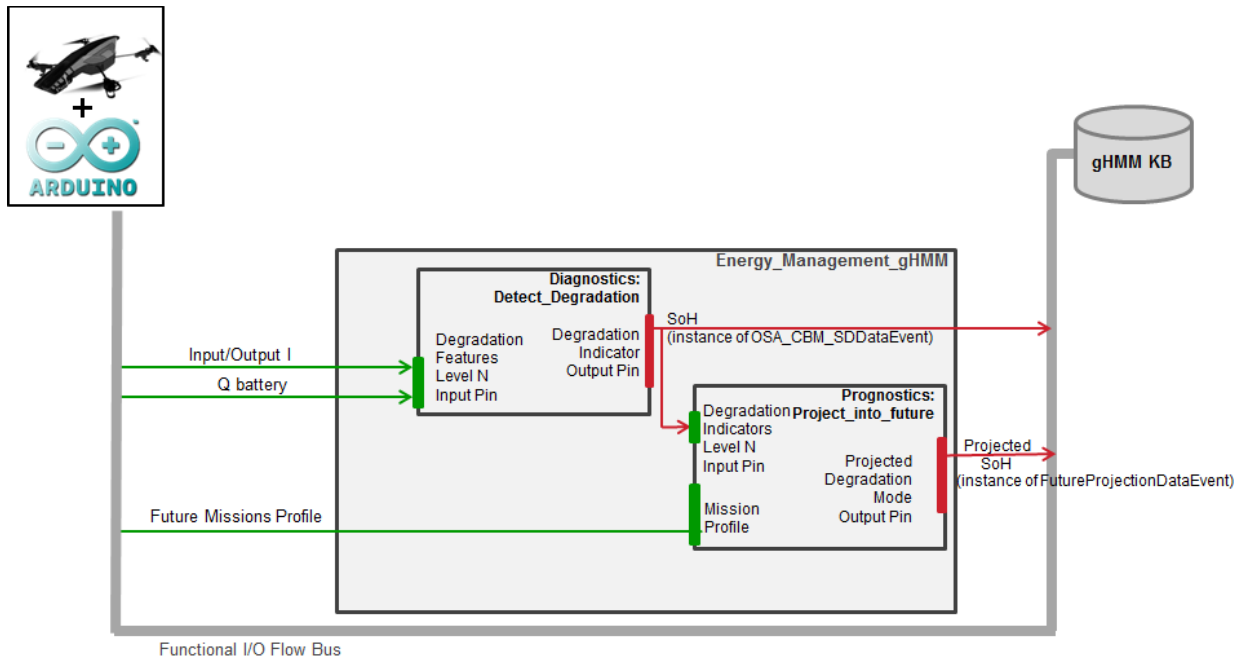 +
ARDUINO
gHMM KB
Energy_Management_gHMM
Diagnostics:
Detect_Degradation
Degradation
Features
Level N
Input Pin
Degradation
Indicator
Output Pin
SoH
(instance of OSA_CBM_SDDataEvent)
Input/Output I
Q battery
Prognostics:
Project_into_future
Degradation
Indicators
Level N
Input Pin
Mission
Profile
Projected
Degradation
Mode
Output Pin
Projected
SoH
(instance of FutureProjectionDataEvent)
Future Missions Profile
Functional I/O Flow Bus